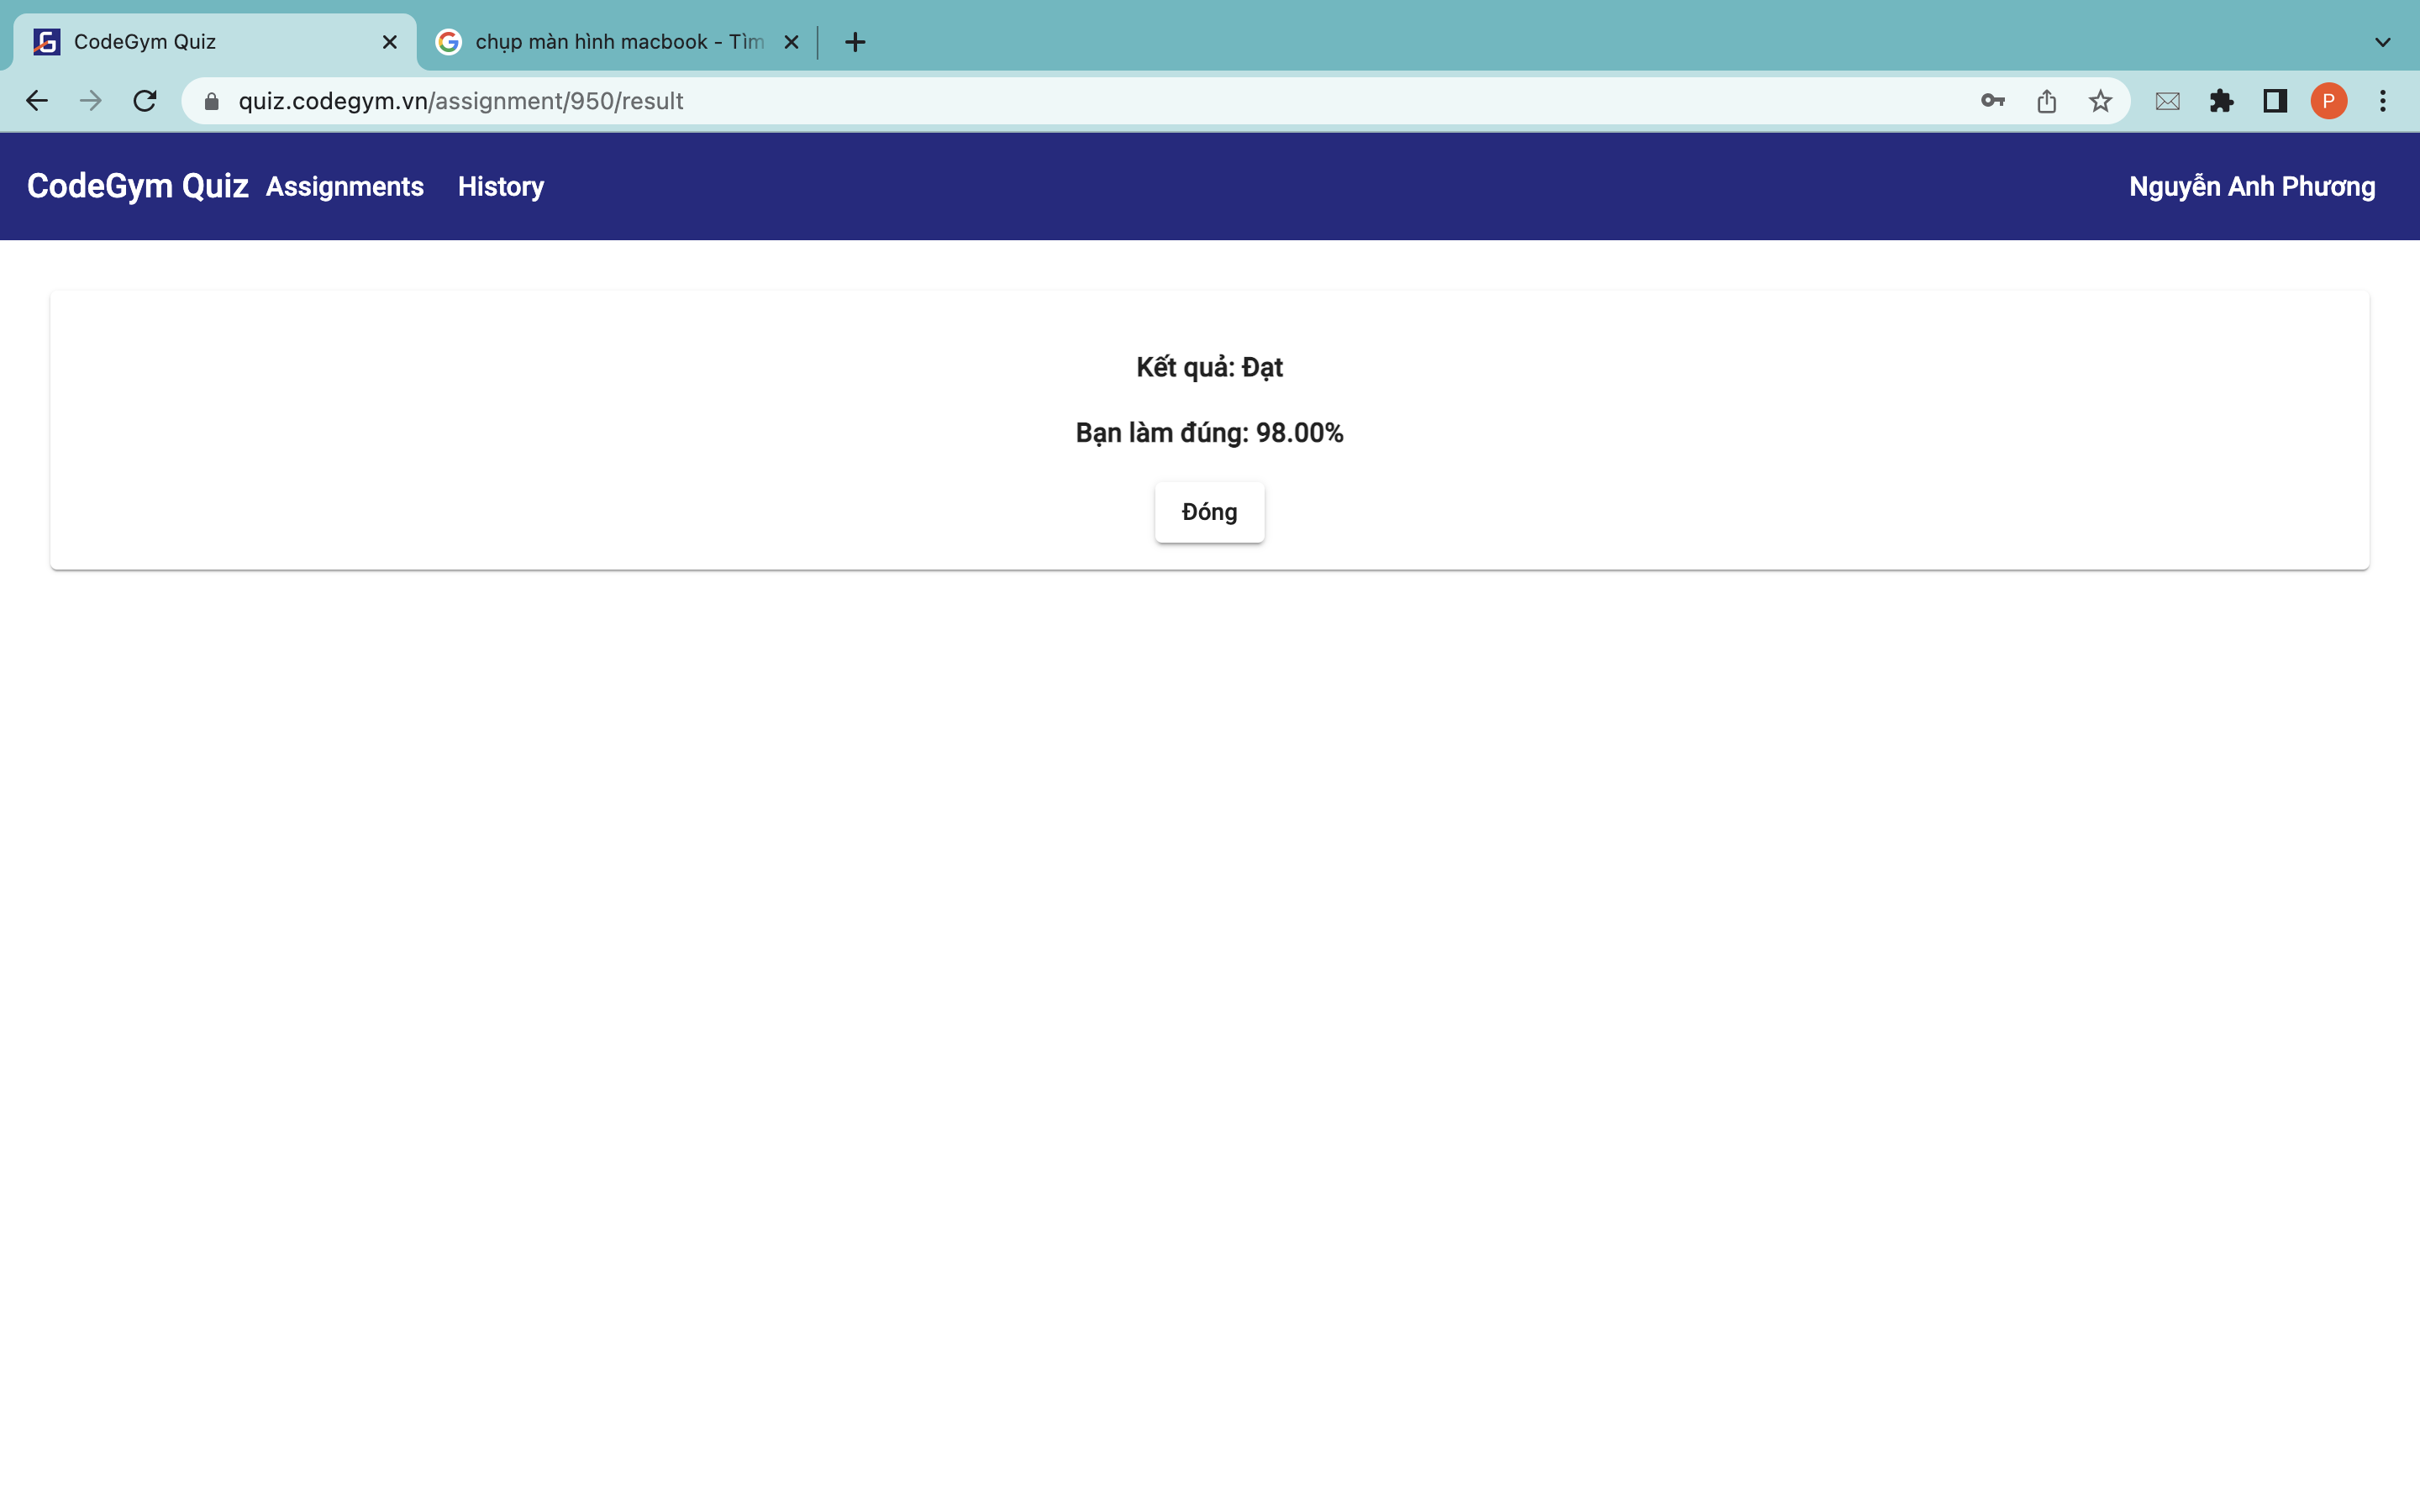 CodeGym Quiz
chụp màn hình macbook - Tìm
quiz.codegym.vn/assignment/950/result
P
CodeGym Quiz Assignments History Nguyễn Anh Phương
Kết quả: Đạt
Bạn làm đúng: 98.00%
Đóng